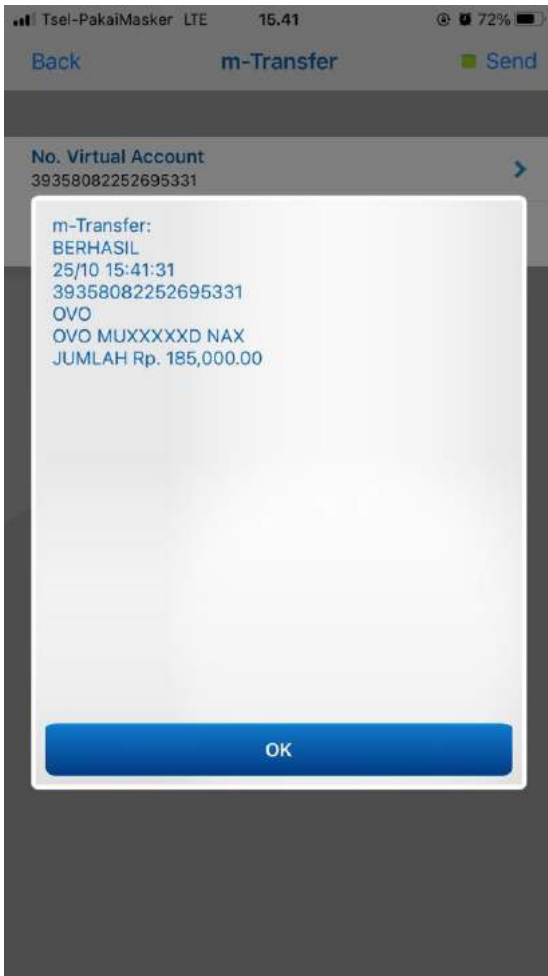 Tsel-PakaiMasker LTE 15.41 72%
Back m-Transfer Send
No. Virtual Account
39358082252695331
m-Transfer:
BERHASIL
25/10 15:41:31
39358082252695331
OVO
OVO MUXXXXXD NAX
JUMLAH Rp. 185,000.00
OK